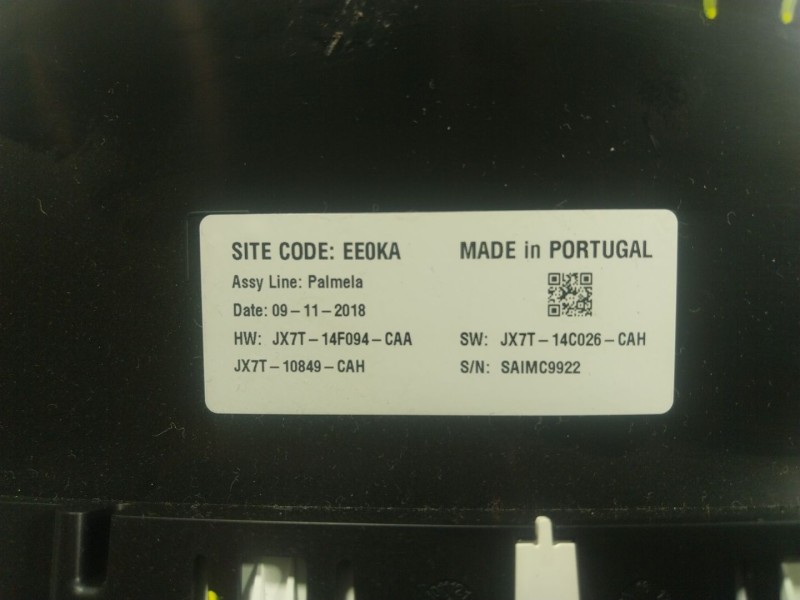 SITE CODE: EE0KA
MADE in PORTUGAL
Assy Line: Palmela
Date: 09-11-2018
HW: JX7T-14F094-CAA
SW: JX7T-14C026-CAH
JX7T-10849-CAH
S/N: SAIMC9922